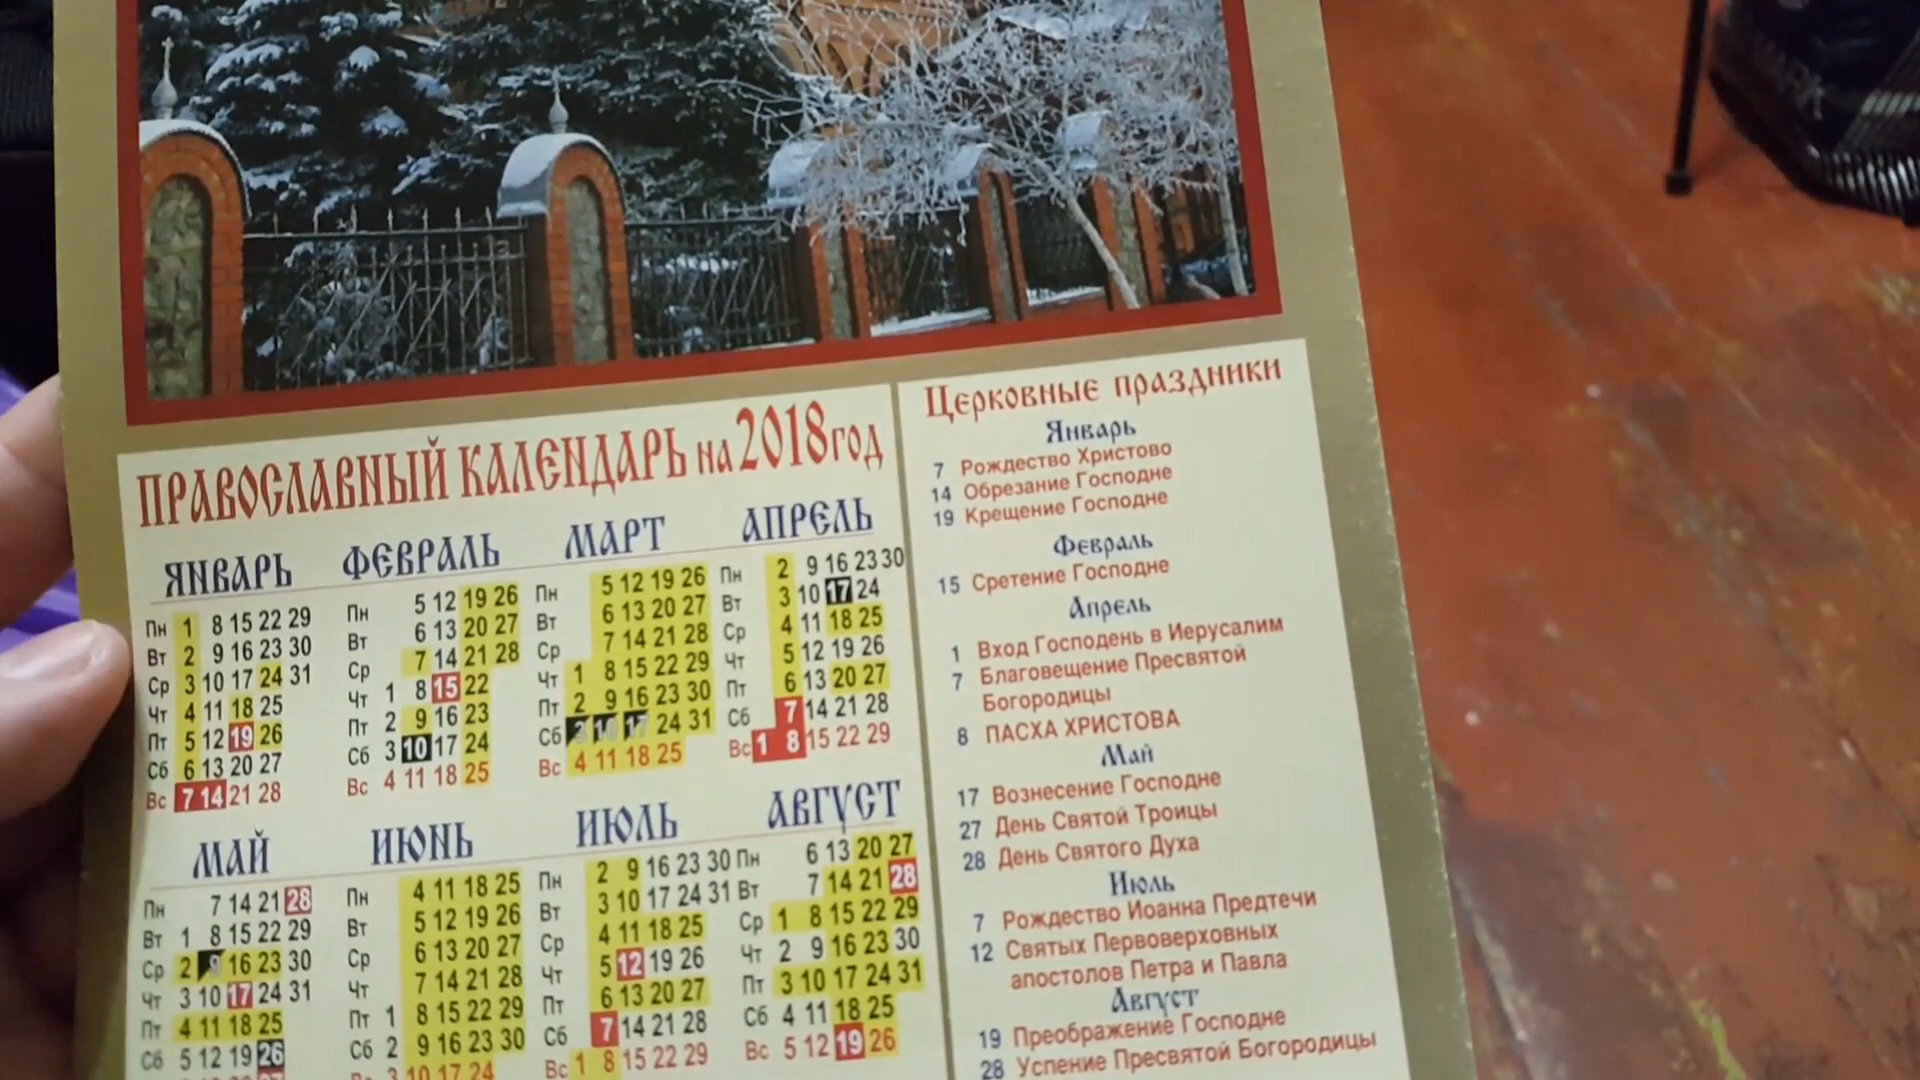 ПРАВОСЛАВНЫЙ КАЛЕНДАРЬ на 2018 год
ЯНВАРЬ
Пн 1 8 15 22 29
Вт 2 9 16 23 30
Ср 3 10 17 24 31
Чт 4 11 18 25
Пт 5 12 19 26
Сб 6 13 20 27
Вс 7 14 21 28
ФЕВРАЛЬ
Пн 5 12 19 26
Вт 6 13 20 27
Ср 7 14 21 28
Чт 1 8 15 22
Пт 2 9 16 23
Сб 3 10 17 24
Вс 4 11 18 25
МАРТ
Пн 5 12 19 26
Вт 6 13 20 27
Ср 7 14 21 28
Чт 1 8 15 22 29
Пт 2 9 16 23 30
Сб 3 10 17 24 31
Вс 4 11 18 25
АПРЕЛЬ
Пн 2 9 16 23 30
Вт 3 10 17 24
Ср 4 11 18 25
Чт 5 12 19 26
Пт 6 13 20 27
Сб 7 14 21 28
Вс 1 8 15 22 29
МАЙ
Пн 7 14 21 28
Вт 1 8 15 22 29
Ср 2 9 16 23 30
Чт 3 10 17 24 31
Пт 4 11 18 25
Сб 5 12 19 26
ИЮНЬ
Пн 4 11 18 25
Вт 5 12 19 26
Ср 6 13 20 27
Чт 7 14 21 28
Пт 1 8 15 22 29
Сб 2 9 16 23 30
Вс 3 10 17 24
ИЮЛЬ
Пн 2 9 16 23 30
Вт 3 10 17 24 31
Ср 4 11 18 25
Чт 5 12 19 26
Пт 6 13 20 27
Сб 7 14 21 28
Вс 1 8 15 22 29
АВГУСТ
Пн 6 13 20 27
Вт 7 14 21 28
Ср 1 8 15 22 29
Чт 2 9 16 23 30
Пт 3 10 17 24 31
Сб 4 11 18 25
Вс 5 12 19 26
Церковные праздники
Январь
7 Рождество Христово
14 Обрезание Господне
19 Крещение Господне
Февраль
15 Сретение Господне
Апрель
1 Вход Господень в Иерусалим
7 Благовещение Пресвятой
Богородицы
8 ПАСХА ХРИСТОВА
Май
17 Вознесение Господне
27 День Святой Троицы
28 День Святого Духа
Июль
7 Рождество Иоанна Предтечи
12 Святых Первоверховных
апостолов Петра и Павла
Август
19 Преображение Господне
28 Успение Пресвятой Богородицы